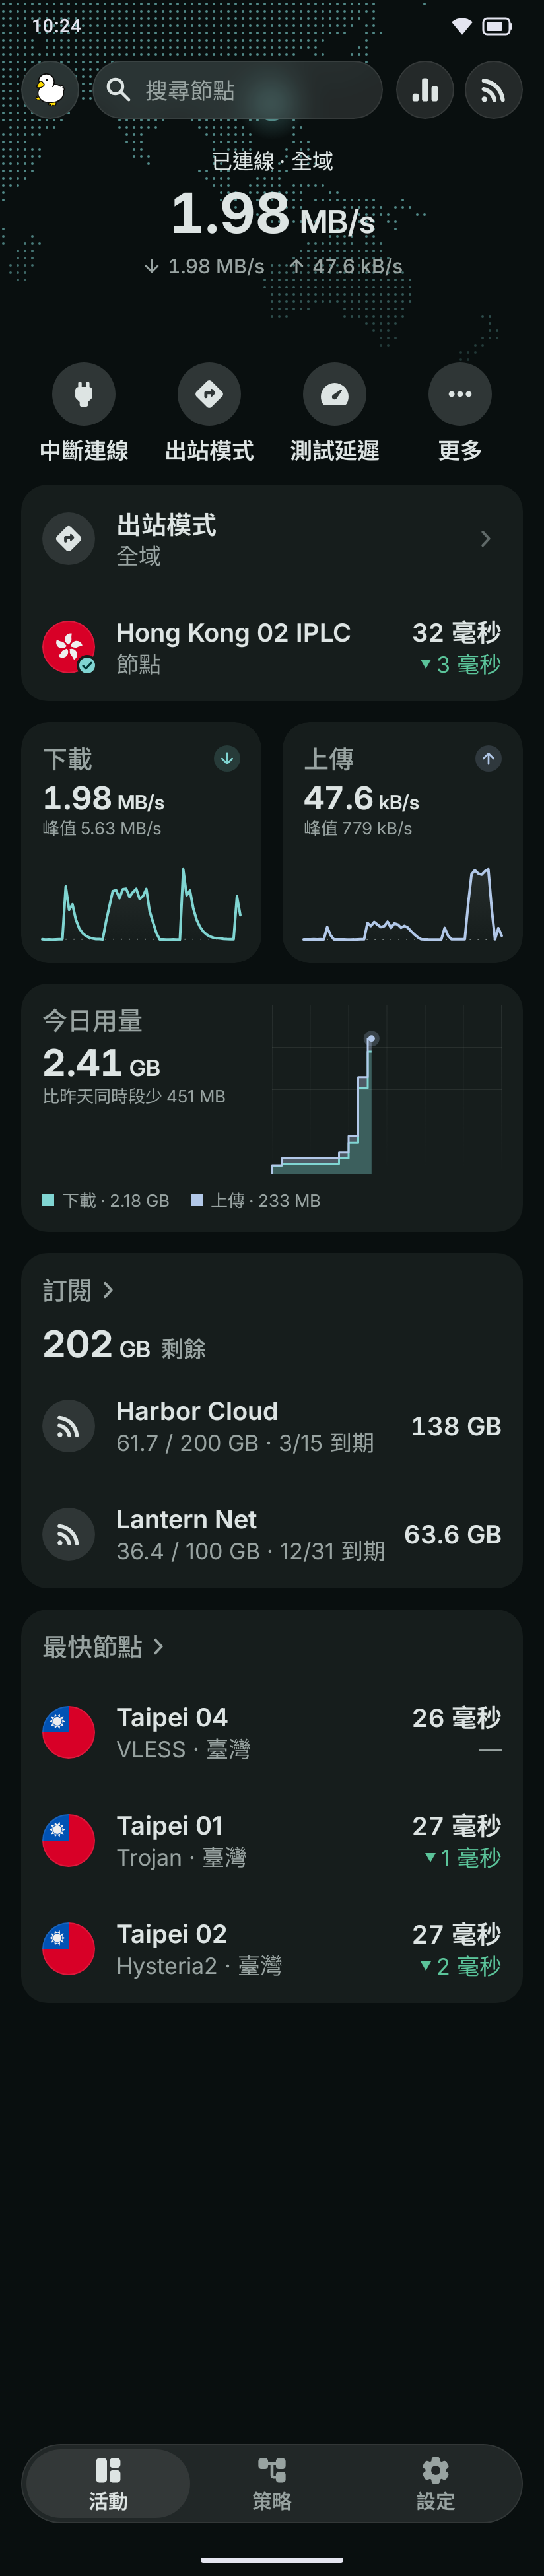 10:24
搜尋節點
已連線 · 全域
1.98 MB/s
↓ 1.98 MB/s ↑ 47.6 kB/s
中斷連線 出站模式 測試延遲 更多
出站模式
全域
Hong Kong 02 IPLC 32 毫秒
節點 ▼3 毫秒
下載
1.98 MB/s
峰值 5.63 MB/s
上傳
47.6 kB/s
峰值 779 kB/s
今日用量
2.41 GB
比昨天同時段少 451 MB
下載 · 2.18 GB 上傳 · 233 MB
訂閱
202 GB 剩餘
Harbor Cloud 138 GB
61.7 / 200 GB · 3/15 到期
Lantern Net 63.6 GB
36.4 / 100 GB · 12/31 到期
最快節點
Taipei 04 26 毫秒
VLESS · 臺灣 —
Taipei 01 27 毫秒
Trojan · 臺灣 ▼1 毫秒
Taipei 02 27 毫秒
Hysteria2 · 臺灣 ▼2 毫秒
活動 策略 設定